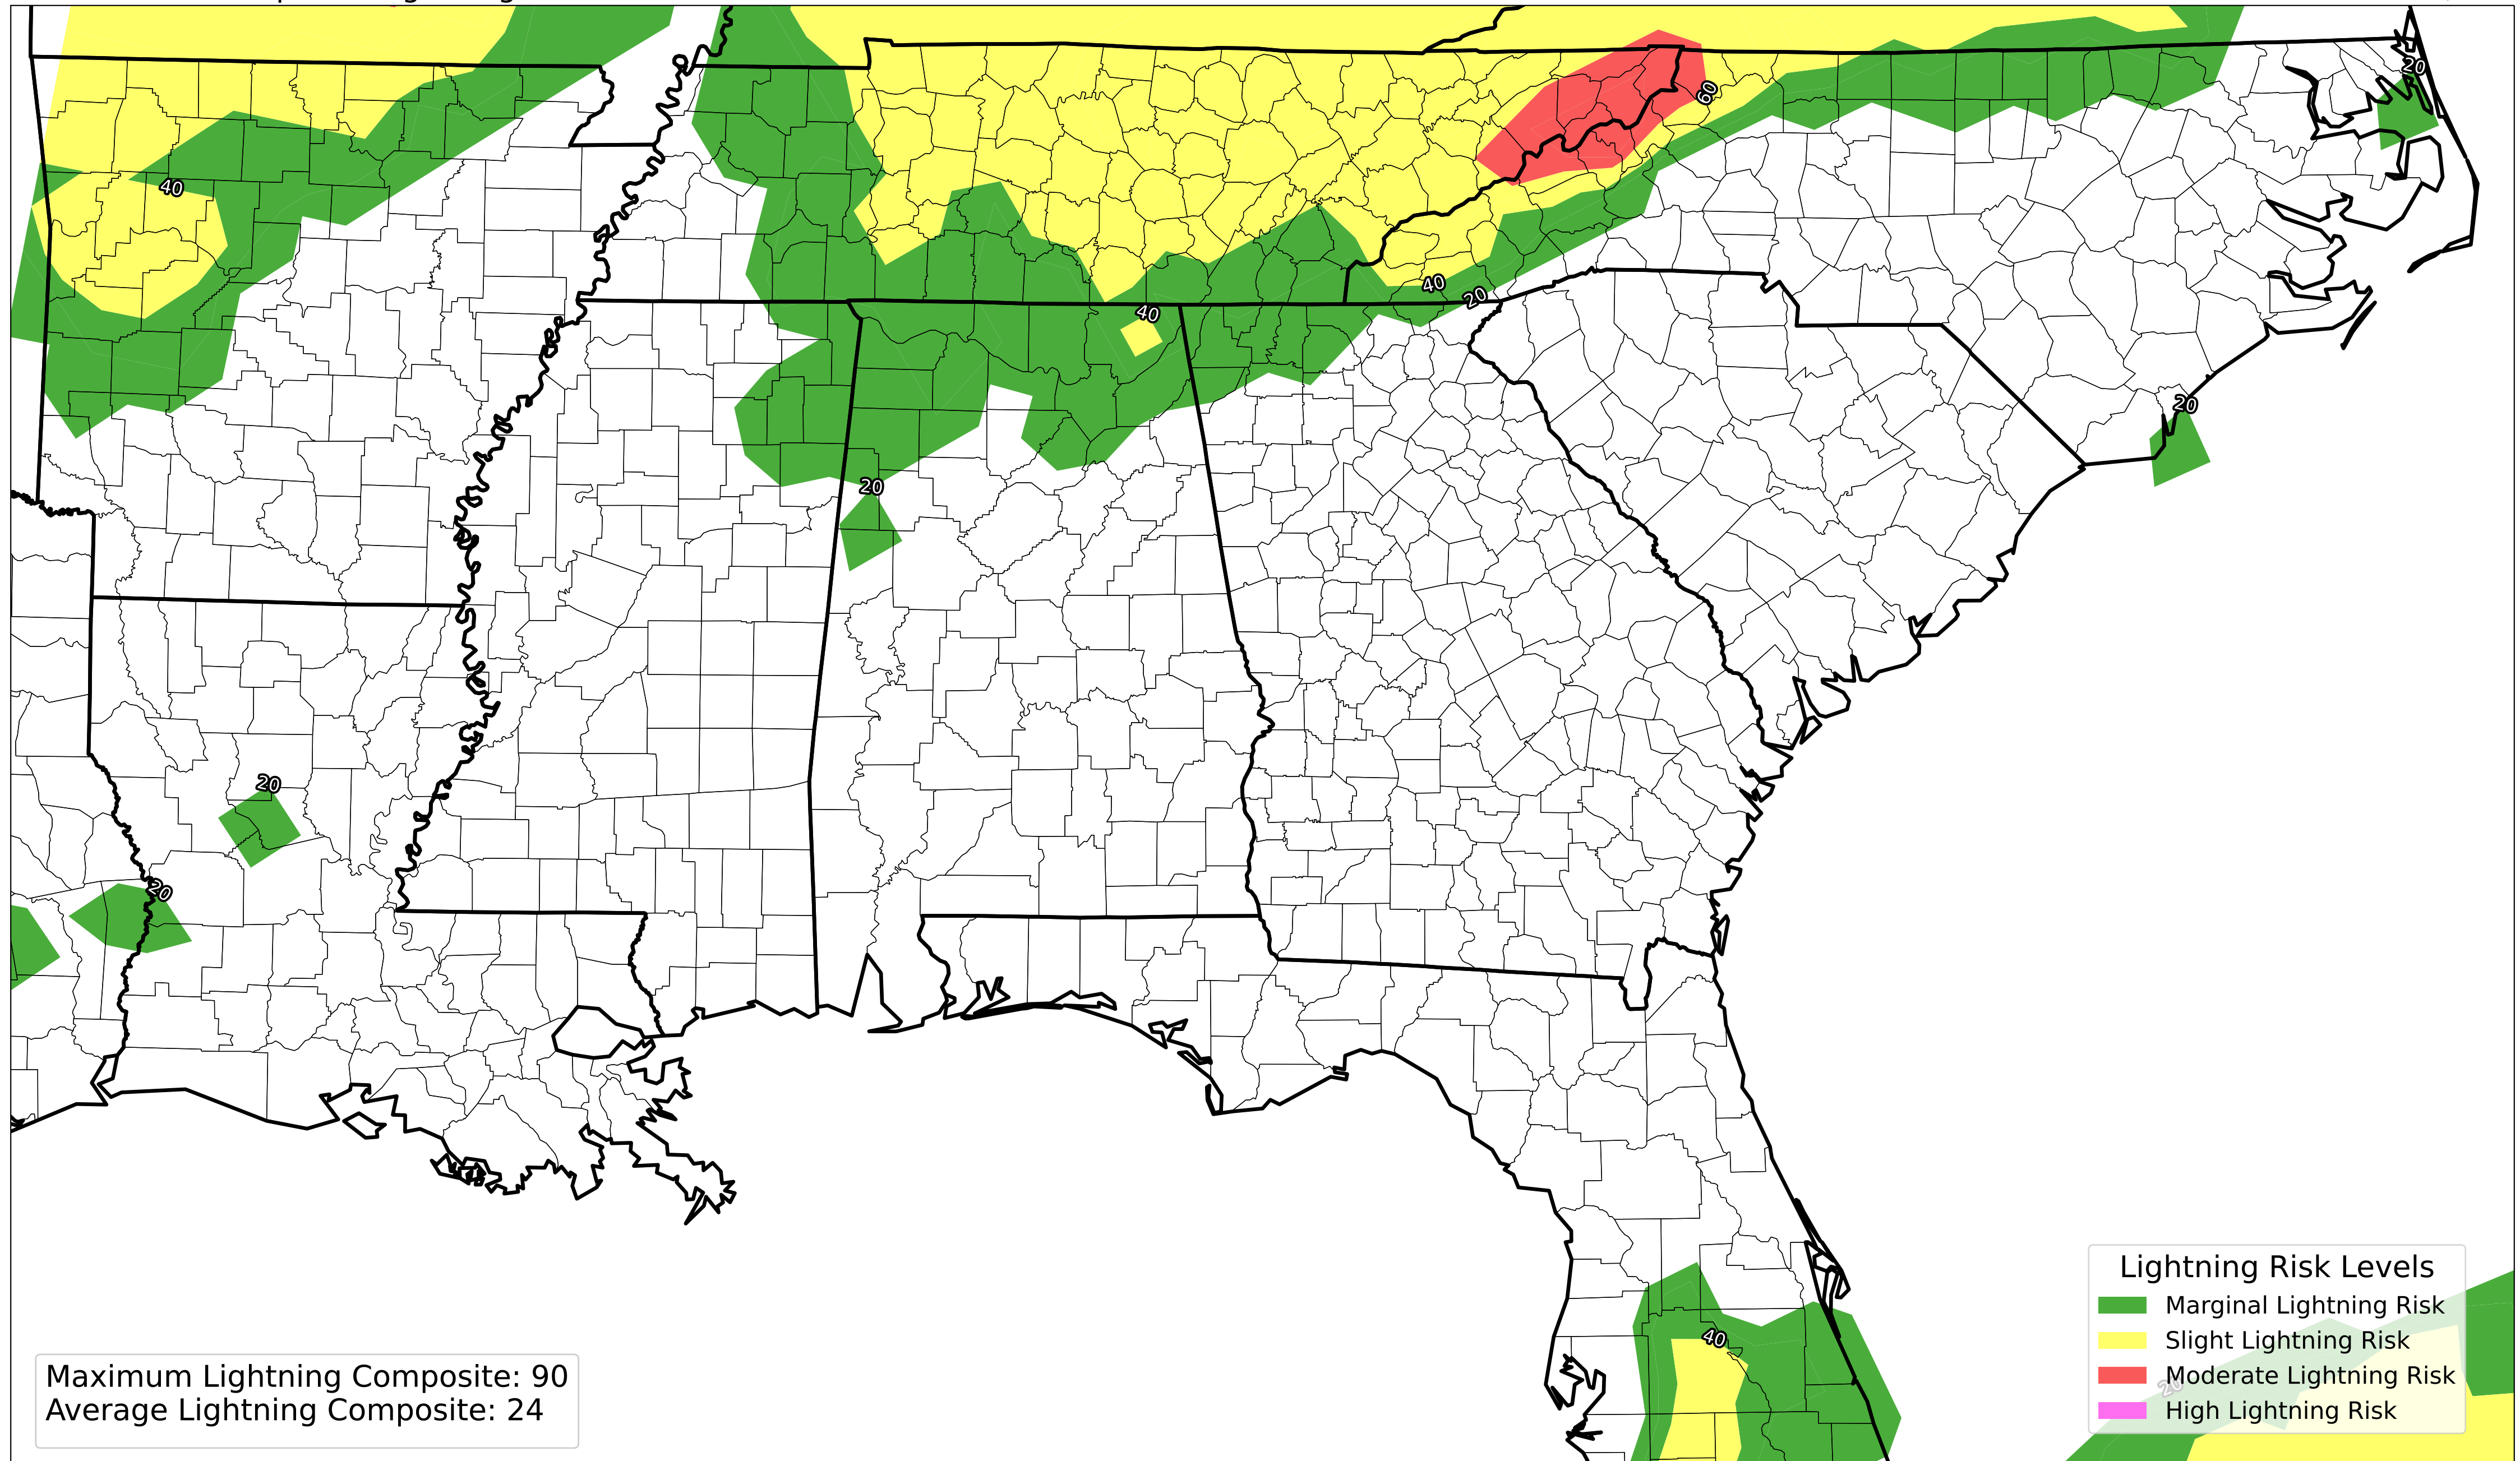 20
60
40
40
20
40
20
20
20
20
40
Lightning Risk Levels
Marginal Lightning Risk
Slight Lightning Risk
Moderate Lightning Risk
High Lightning Risk
20
Maximum Lightning Composite: 90
Average Lightning Composite: 24